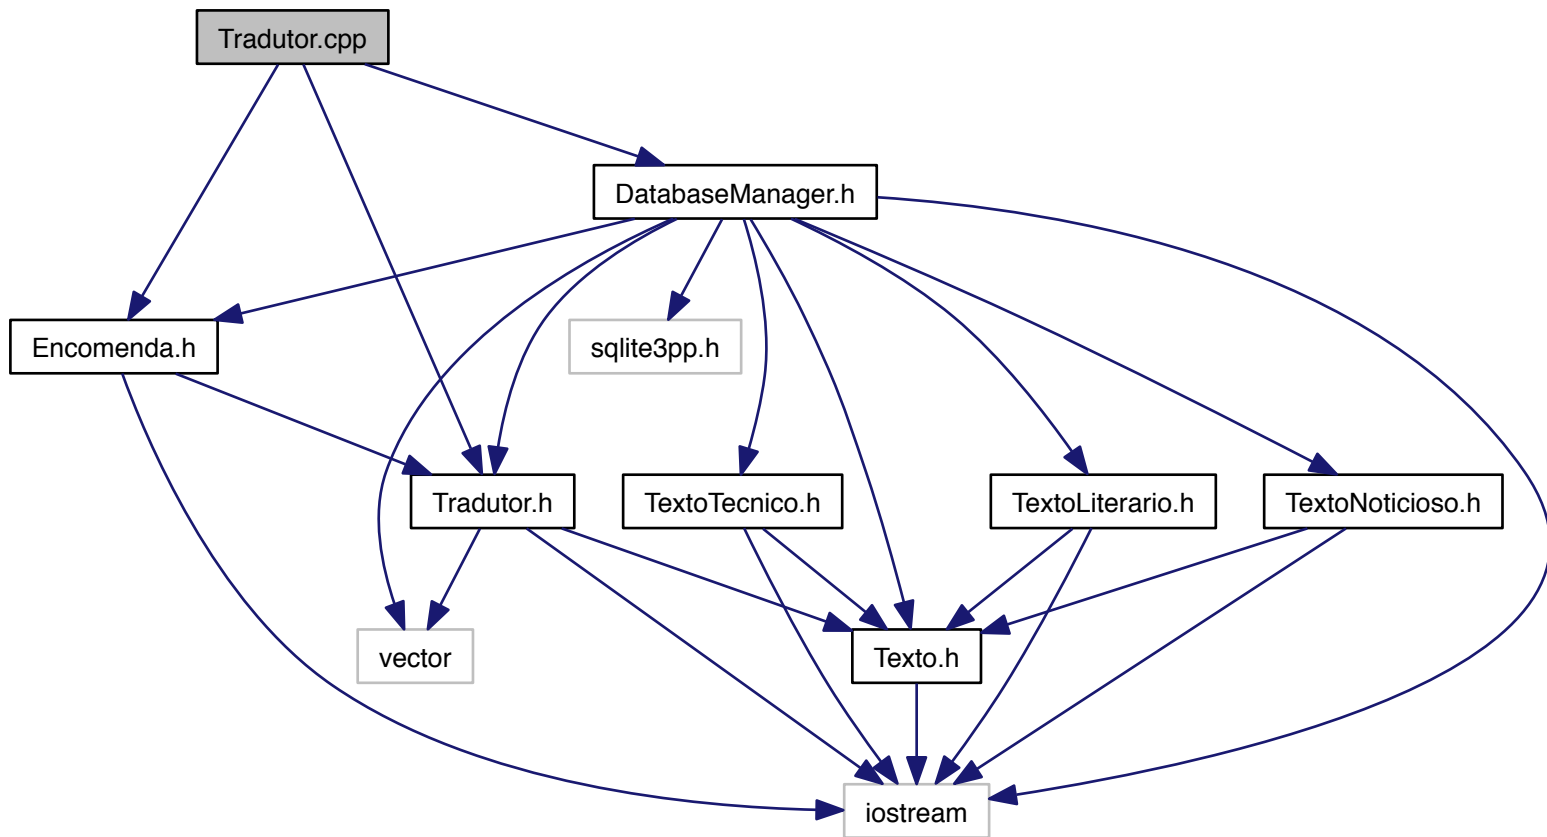 Tradutor.cpp
DatabaseManager.h
Encomenda.h
sqlite3pp.h
Tradutor.h
TextoTecnico.h
TextoLiterario.h
TextoNoticioso.h
vector
Texto.h
iostream